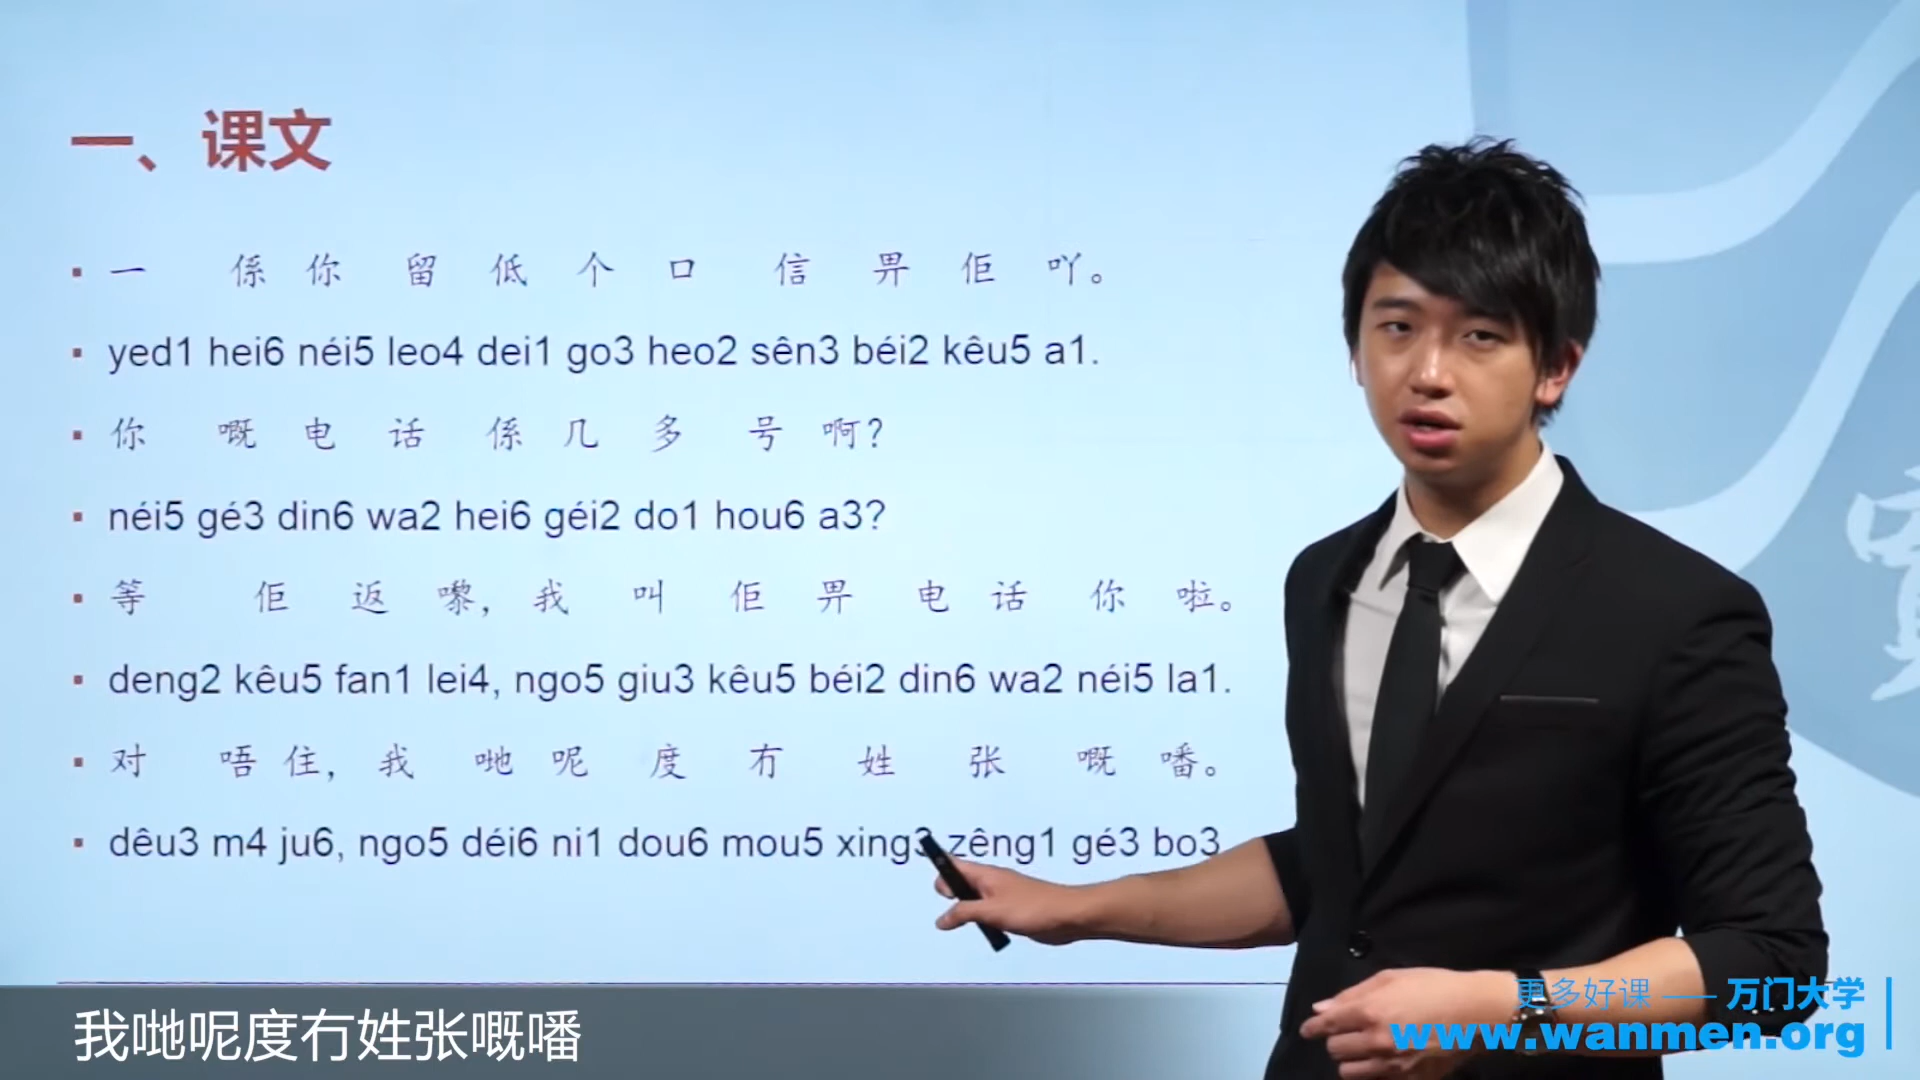 一、课文
一 係 你 留 低 个 口 信 畀 佢 吖。
yed1 hei6 néi5 leo4 dei1 go3 heo2 sên3 béi2 kêu5 a1.
你 嘅 电 话 係 几 多 号 啊？
néi5 gé3 din6 wa2 hei6 géi2 do1 hou6 a3?
等 佢 返 嚟，我 叫 佢 畀 电 话 你 啦。
deng2 kêu5 fan1 lei4, ngo5 giu3 kêu5 béi2 din6 wa2 néi5 la1.
对 唔 住，我 哋 呢 度 冇 姓 张 嘅 噃。
dêu3 m4 ju6, ngo5 déi6 ni1 dou6 mou5 xing3 zêng1 gé3 bo3
我哋呢度冇姓张嘅噃
更多好课 —— 万门大学
www.wanmen.org